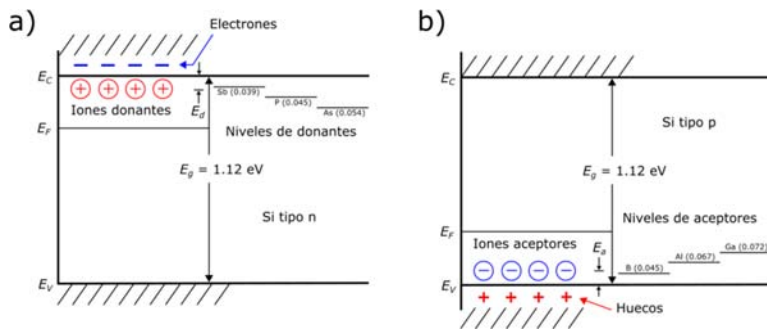 a)
Electrones
E_C
Iones donantes
E_d
Sb (0.039)
P (0.045)
As (0.054)
E_F
Niveles de donantes
E_g = 1.12 eV
Si tipo n
E_V
b)
E_C
Si tipo p
E_g = 1.12 eV
Niveles de aceptores
E_F
Iones aceptores
E_a
Ga (0.072)
Al (0.067)
B (0.045)
E_V
Huecos